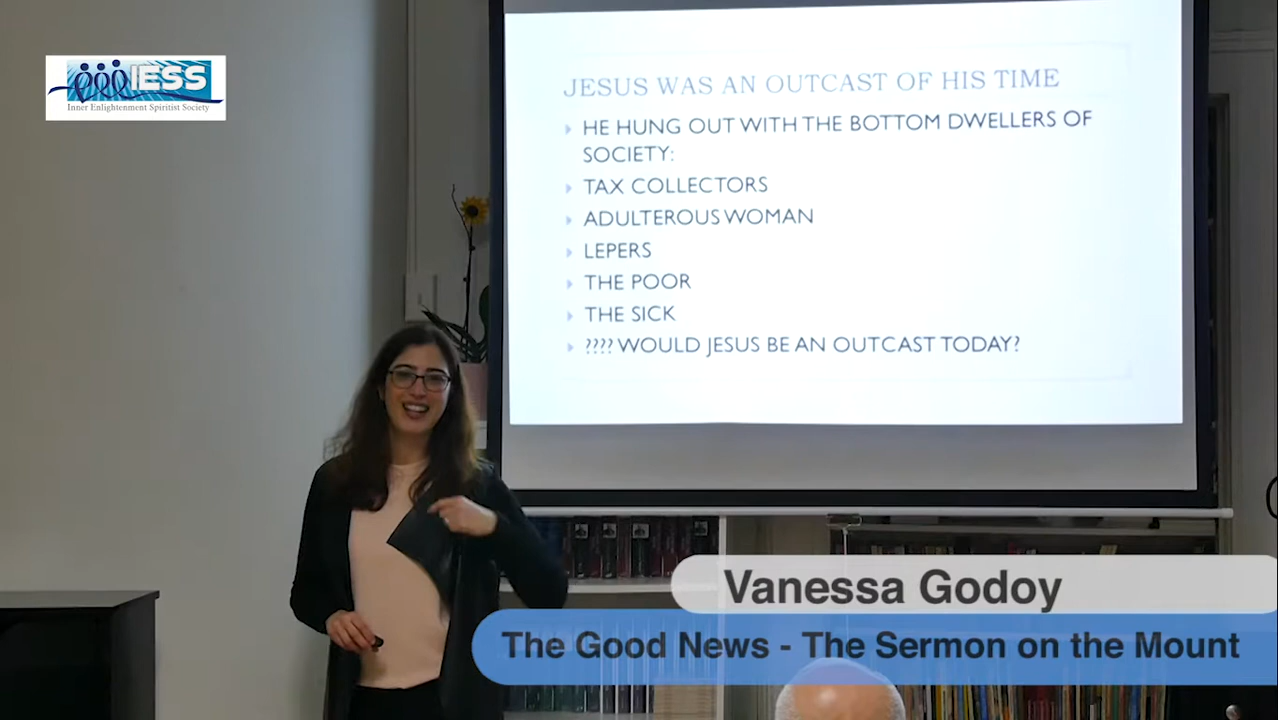 IESS
Inner Enlightenment Spiritist Society
JESUS WAS AN OUTCAST OF HIS TIME
HE HUNG OUT WITH THE BOTTOM DWELLERS OF
SOCIETY:
TAX COLLECTORS
ADULTEROUS WOMAN
LEPERS
THE POOR
THE SICK
???? WOULD JESUS BE AN OUTCAST TODAY?
Vanessa Godoy
The Good News - The Sermon on the Mount